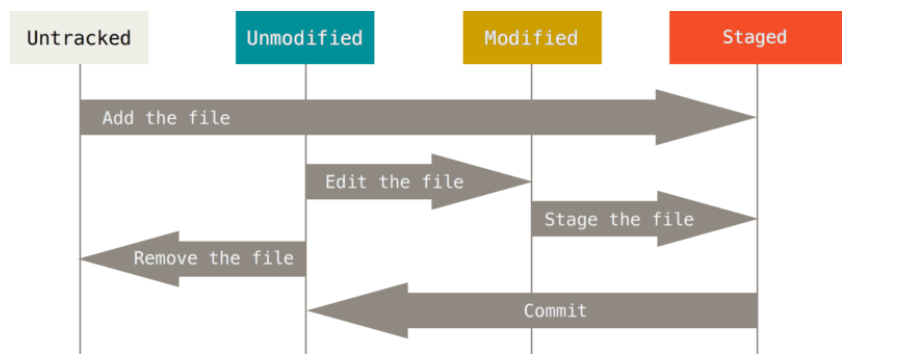 Untracked
Unmodified
Modified
Staged
Add the file
Edit the file
Stage the file
Remove the file
Commit